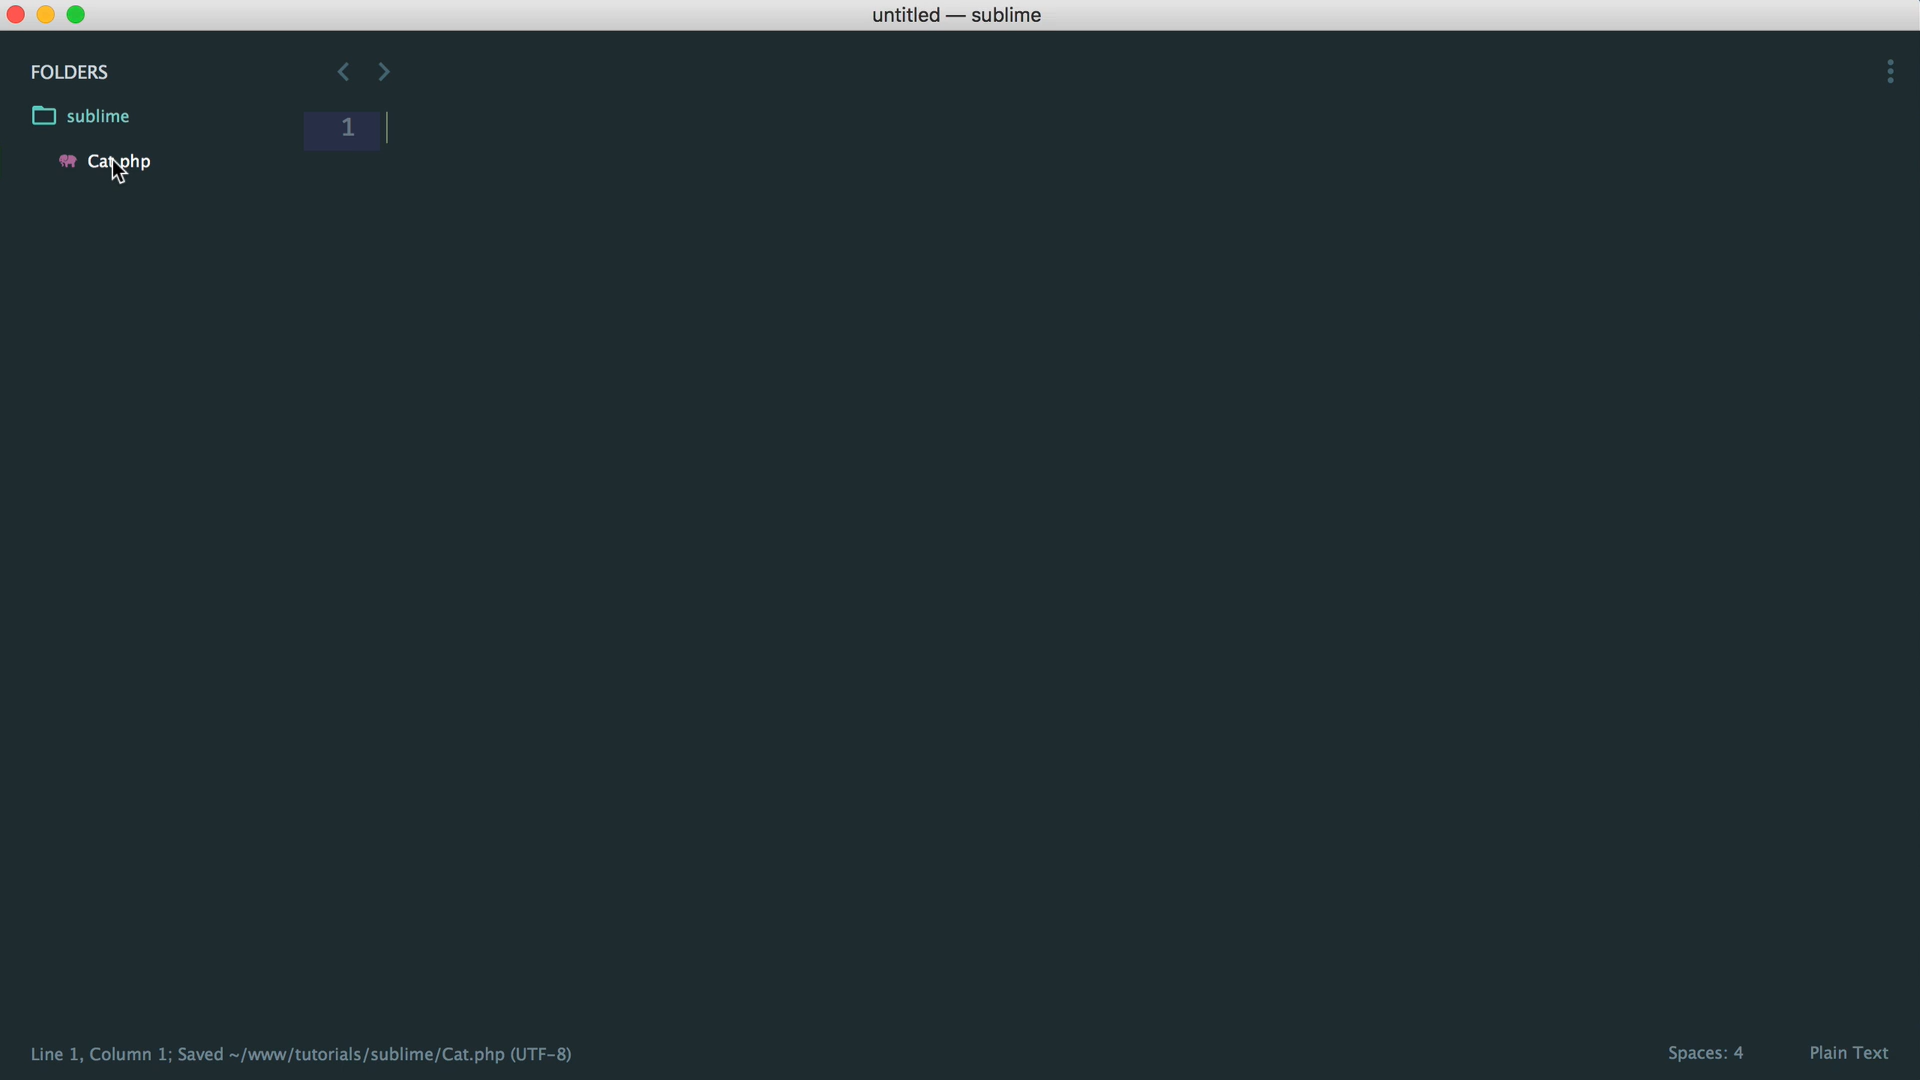 untitled — sublime
FOLDERS
sublime
Cat.php
1
Line 1, Column 1; Saved ~/www/tutorials/sublime/Cat.php (UTF-8)
Spaces: 4
Plain Text